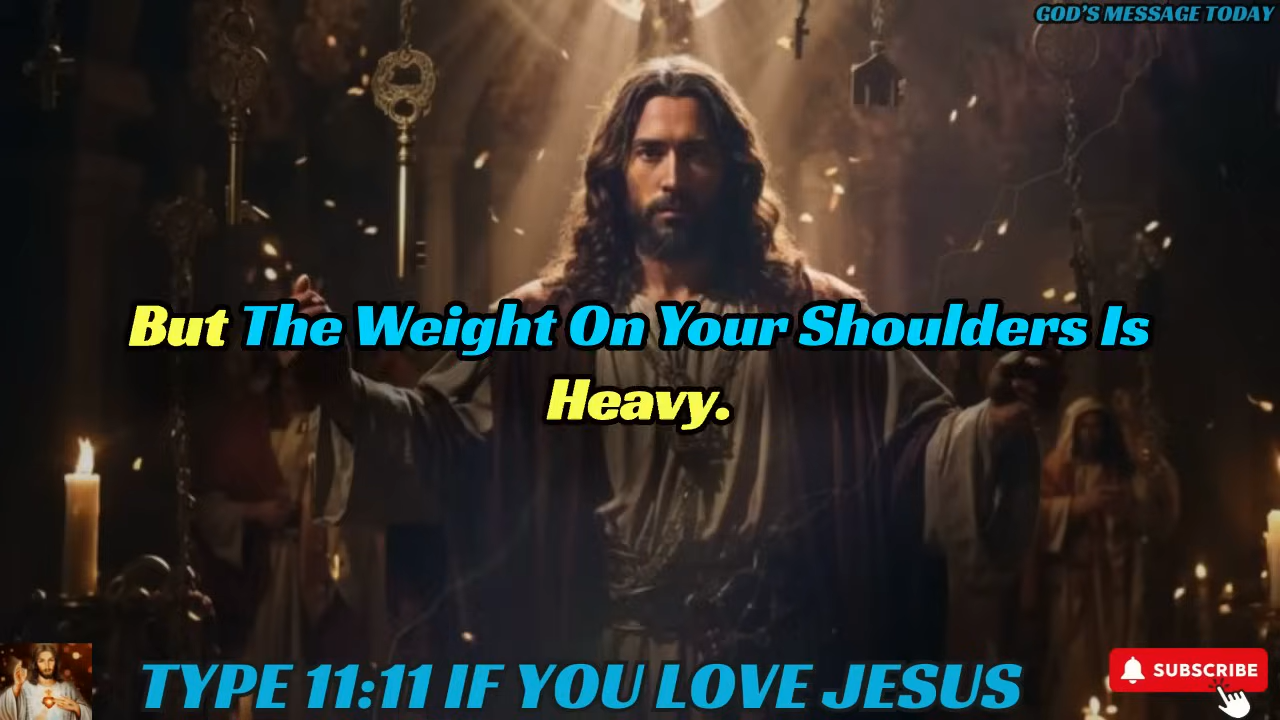 GOD'S MESSAGE TODAY
But The Weight On Your Shoulders Is
Heavy.
TYPE 11:11 IF YOU LOVE JESUS
SUBSCRIBE